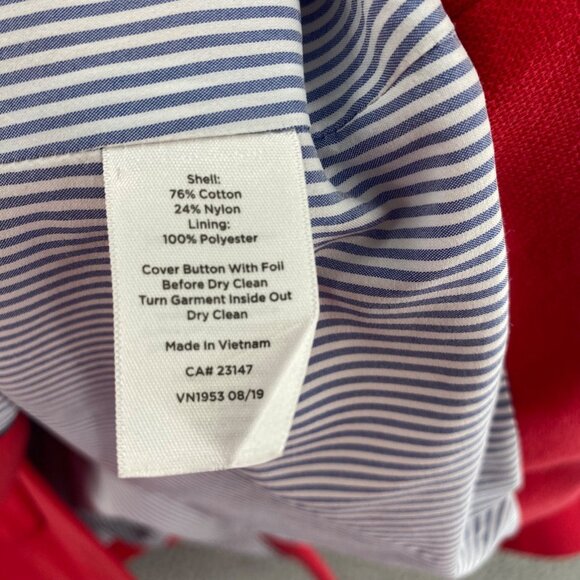 Shell:
76% Cotton
24% Nylon
Lining:
100% Polyester
Cover Button With Foil
Before Dry Clean
Turn Garment Inside Out
Dry Clean
Made In Vietnam
CA# 23147
VN1953 08/19